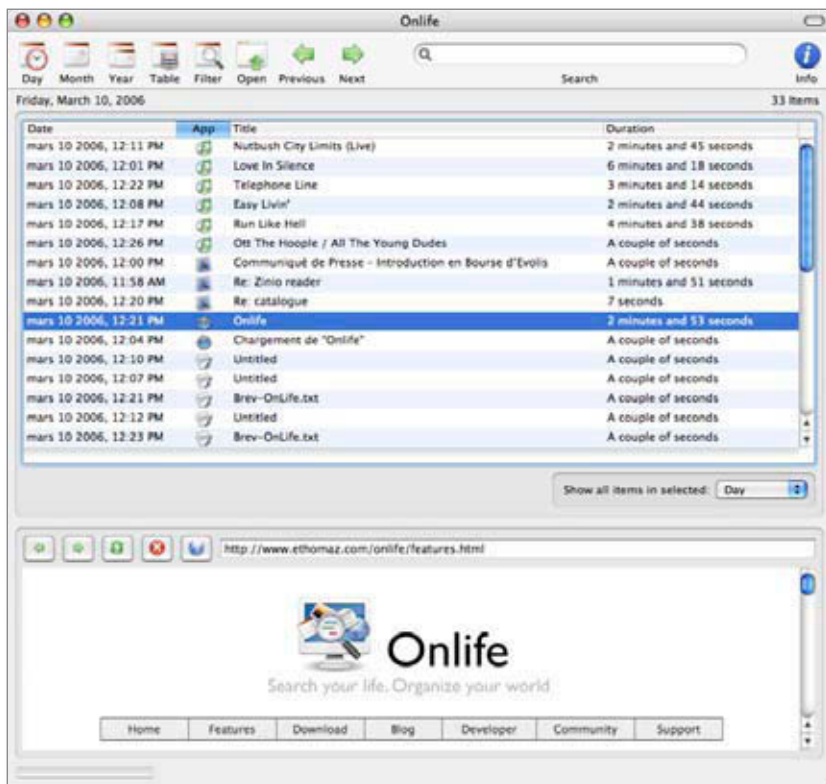 Onlife
Day Month Year Table Filter Open Previous Next Search Info
Friday, March 10, 2006 33 Items
Date App Title Duration
mars 10 2006, 12:11 PM Nutbush City Limits (Live) 2 minutes and 45 seconds
mars 10 2006, 12:01 PM Love In Silence 6 minutes and 18 seconds
mars 10 2006, 12:22 PM Telephone Line 3 minutes and 14 seconds
mars 10 2006, 12:08 PM Easy Livin' 2 minutes and 44 seconds
mars 10 2006, 12:17 PM Run Like Hell 4 minutes and 38 seconds
mars 10 2006, 12:26 PM Ott The Hoople / All The Young Dudes A couple of seconds
mars 10 2006, 12:00 PM Communiqué de Presse - Introduction en Bourse d'Evolis A couple of seconds
mars 10 2006, 11:58 AM Re: Zinio reader 1 minutes and 51 seconds
mars 10 2006, 12:20 PM Re: catalogue 7 seconds
mars 10 2006, 12:21 PM Onlife 2 minutes and 53 seconds
mars 10 2006, 12:04 PM Chargement de "Onlife" A couple of seconds
mars 10 2006, 12:10 PM Untitled A couple of seconds
mars 10 2006, 12:07 PM Untitled A couple of seconds
mars 10 2006, 12:21 PM Brev-OnLife.txt A couple of seconds
mars 10 2006, 12:12 PM Untitled A couple of seconds
mars 10 2006, 12:23 PM Brev-OnLife.txt A couple of seconds
Show all items in selected: Day
http://www.ethomaz.com/onlife/features.html
Onlife
Search your life. Organize your world
Home Features Download Blog Developer Community Support